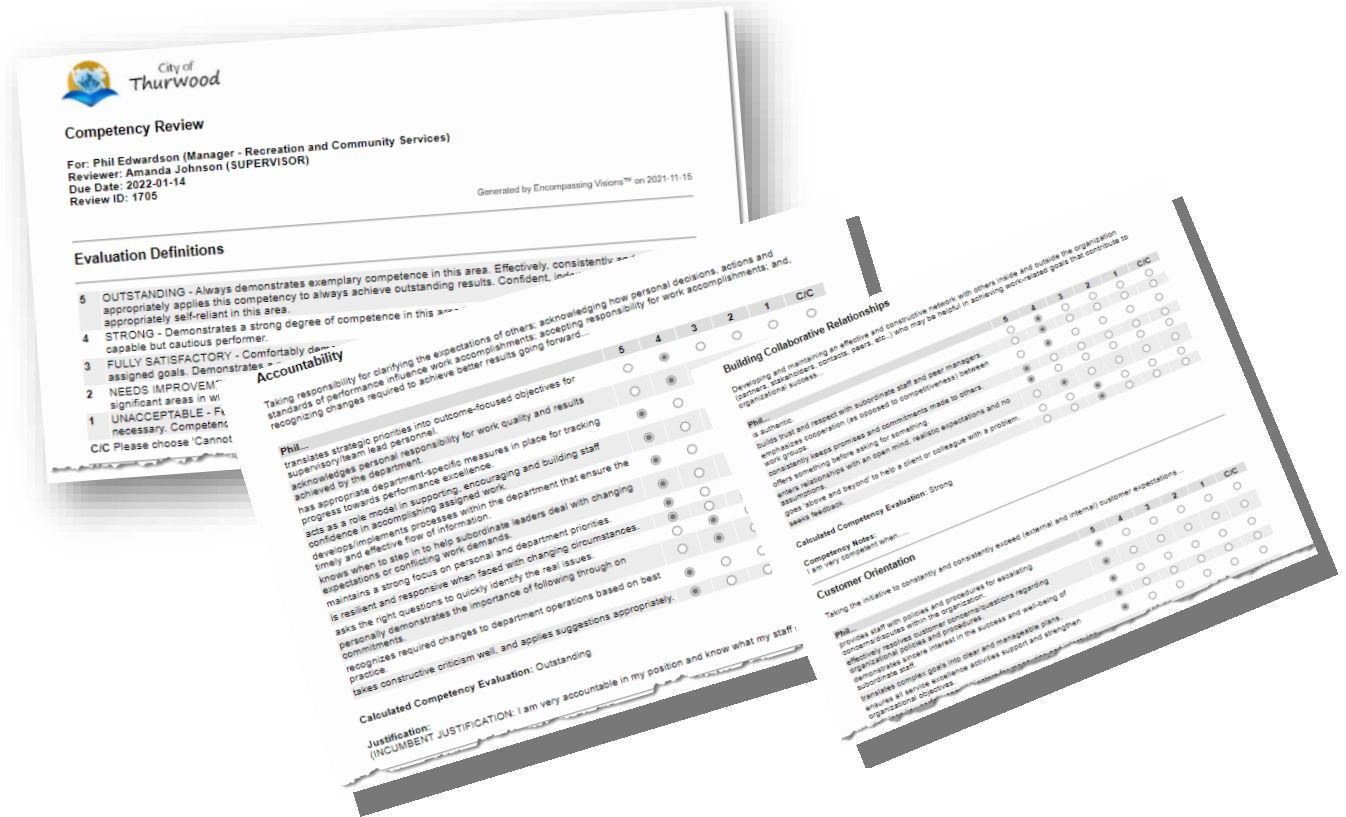 City of
Thurwood
Competency Review
For: Phil Edwardson (Manager - Recreation and Community Services)
Reviewer: Amanda Johnson (SUPERVISOR)
Due Date: 2022-01-14
Review ID: 1705
Generated by Encompassing Visions™ on 2021-11-15
Evaluation Definitions
5 OUTSTANDING - Always demonstrates exemplary competence in this area. Effectively, consistently and
appropriately applies this competency to always achieve outstanding results. Confident,
appropriately self-reliant in this area.
4 STRONG - Demonstrates a strong degree of competence in this area
capable but cautious performer.
3 FULLY SATISFACTORY - Comfortably
assigned goals. Demonstrates
2 NEEDS IMPROVEM
significant areas in
1 UNACCEPTABLE -
necessary.
C/C Please choose 'Cannot
Accountability
Taking responsibility for clarifying the expectations of others; acknowledging how personal decisions, actions and
standards of performance influence work accomplishments; accepting responsibility for work accomplishments; and,
recognizing changes required to achieve better results going forward...
5 4 3 2 1 C/C
Phil...
translates strategic priorities into outcome-focused objectives for
supervisory/team lead personnel.
acknowledges personal responsibility for work quality and results
achieved by the department.
has appropriate department-specific measures in place for tracking
progress towards performance excellence.
acts as a role model in supporting, encouraging and building staff
confidence in accomplishing assigned work.
develops/implements processes within the department that ensure the
timely and effective flow of information.
knows when to step in to help subordinate leaders deal with changing
expectations or conflicting work demands.
maintains a strong focus on personal and department priorities.
is resilient and responsive when faced with changing circumstances.
asks the right questions to quickly identify the real issues.
personally demonstrates the importance of following through on
commitments.
recognizes required changes to department operations based on best
practice.
takes constructive criticism well, and applies suggestions appropriately.
Calculated Competency Evaluation: Outstanding
Justification:
(INCUMBENT JUSTIFICATION: I am very accountable in my position and know what my staff
Building Collaborative Relationships
Developing and maintaining an effective and constructive network with others inside and outside the organization
(partners, stakeholders, contacts, peers, etc.,) who may be helpful in achieving work-related goals that contribute to
organizational success...
5 4 3 2 1 C/C
Phil...
is authentic.
builds trust and respect with subordinate staff and peer managers.
emphasizes cooperation (as opposed to competitiveness) between
work groups.
consistently keeps promises and commitments made to others.
offers something before asking for something.
enters relationships with an open mind, realistic expectations and no
assumptions.
goes 'above and beyond' to help a client or colleague with a problem.
seeks feedback.
Calculated Competency Evaluation: Strong
Competency Notes:
I am very competent when.....
Customer Orientation
Taking the initiative to constantly and consistently exceed (external and internal) customer expectations...
5 4 3 2 1 C/C
Phil...
provides staff with policies and procedures for escalating
concerns/disputes within the organization.
effectively resolves customer concerns/questions regarding
organizational policies and procedures.
demonstrates sincere interest in the success and well-being of
subordinate staff.
translates complex goals into clear and manageable plans.
ensures all service excellence activities support and strengthen
organizational objectives.